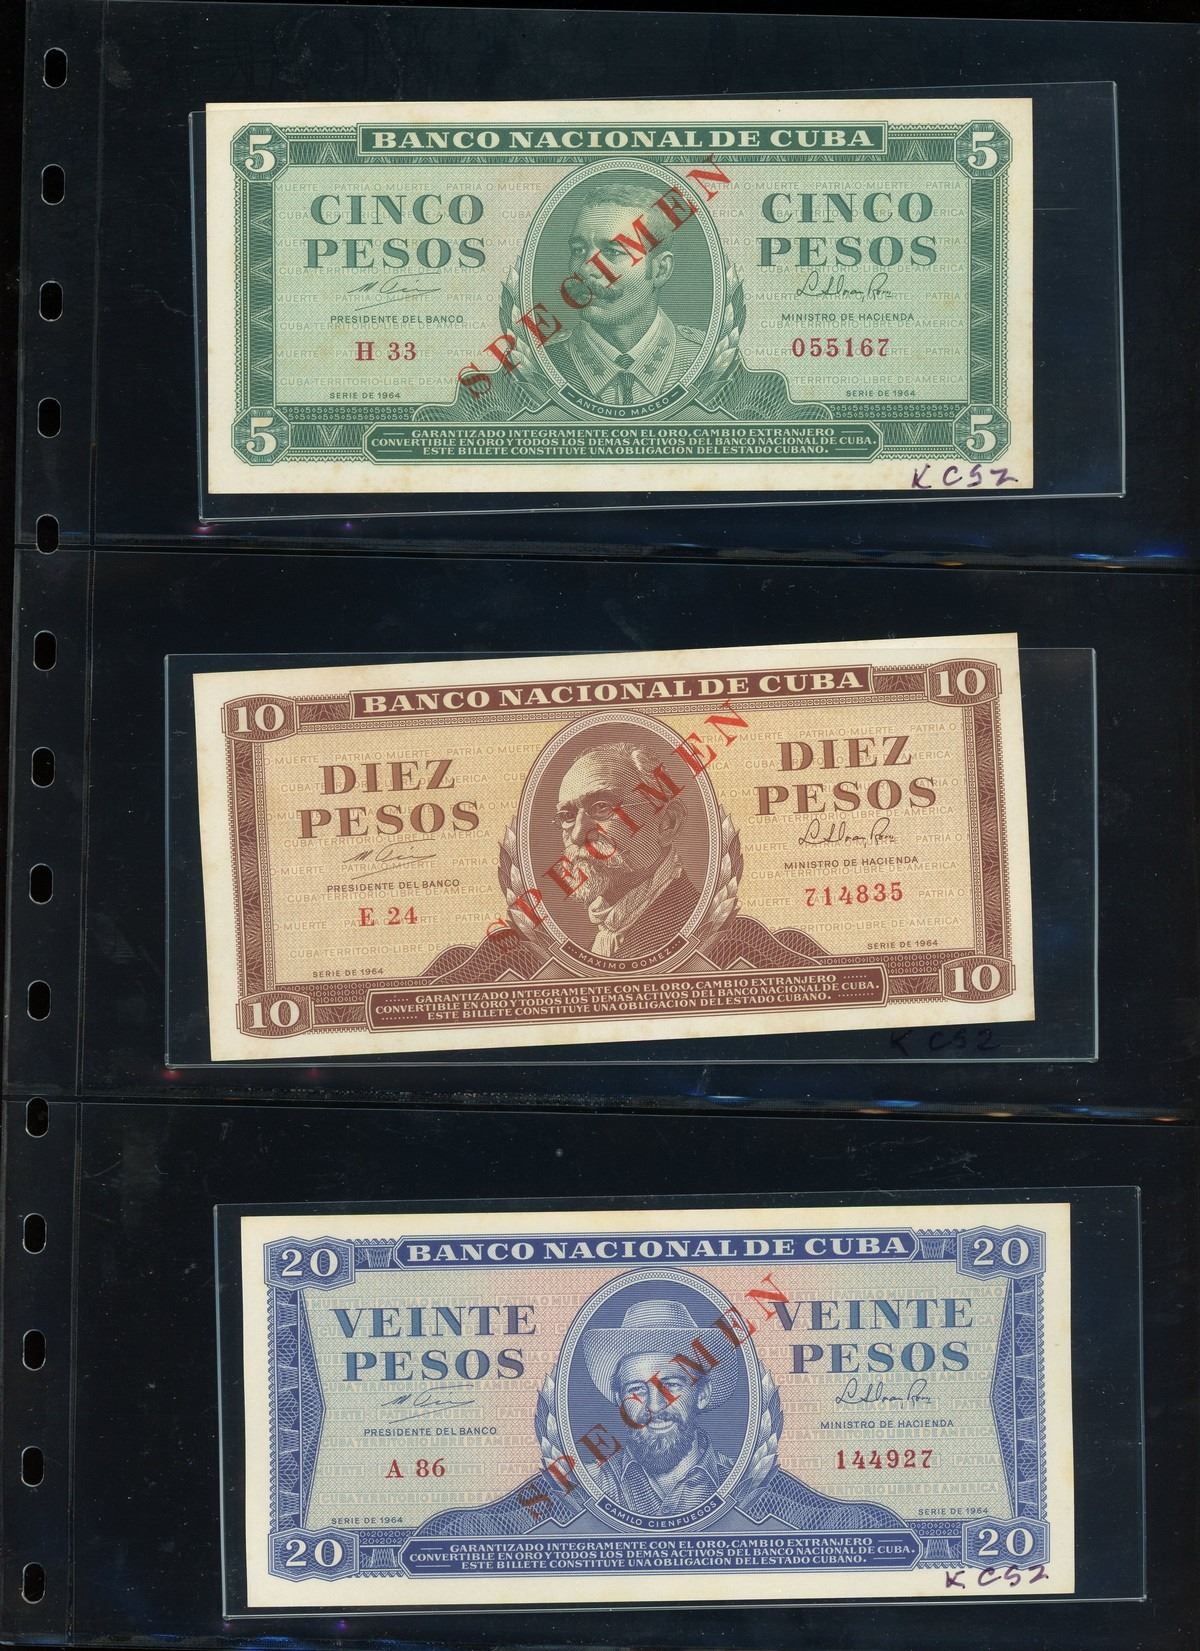 5 BANCO NACIONAL DE CUBA 5
CINCO PESOS
CINCO PESOS
SPECIMEN
PRESIDENTE DEL BANCO
MINISTRO DE HACIENDA
H 33
055167
SERIE DE 1964
ANTONIO MACEO
SERIE DE 1964
5 5
GARANTIZADO INTEGRAMENTE CON EL ORO, CAMBIO EXTRANJERO
CONVERTIBLE EN ORO Y TODOS LOS DEMAS ACTIVOS DEL BANCO NACIONAL DE CUBA.
ESTE BILLETE CONSTITUYE UNA OBLIGACION DEL ESTADO CUBANO.
KCS2
10 BANCO NACIONAL DE CUBA 10
DIEZ PESOS
DIEZ PESOS
SPECIMEN
PRESIDENTE DEL BANCO
MINISTRO DE HACIENDA
E 24
714835
SERIE DE 1964
MAXIMO GOMEZ
SERIE DE 1964
10 10
GARANTIZADO INTEGRAMENTE CON EL ORO, CAMBIO EXTRANJERO
CONVERTIBLE EN ORO Y TODOS LOS DEMAS ACTIVOS DEL BANCO NACIONAL DE CUBA.
ESTE BILLETE CONSTITUYE UNA OBLIGACION DEL ESTADO CUBANO.
KCS2
20 BANCO NACIONAL DE CUBA 20
VEINTE PESOS
VEINTE PESOS
SPECIMEN
PRESIDENTE DEL BANCO
MINISTRO DE HACIENDA
A 86
144927
SERIE DE 1964
CAMILO CIENFUEGOS
SERIE DE 1964
20 20
GARANTIZADO INTEGRAMENTE CON EL ORO, CAMBIO EXTRANJERO
CONVERTIBLE EN ORO Y TODOS LOS DEMAS ACTIVOS DEL BANCO NACIONAL DE CUBA.
ESTE BILLETE CONSTITUYE UNA OBLIGACION DEL ESTADO CUBANO.
KCS2